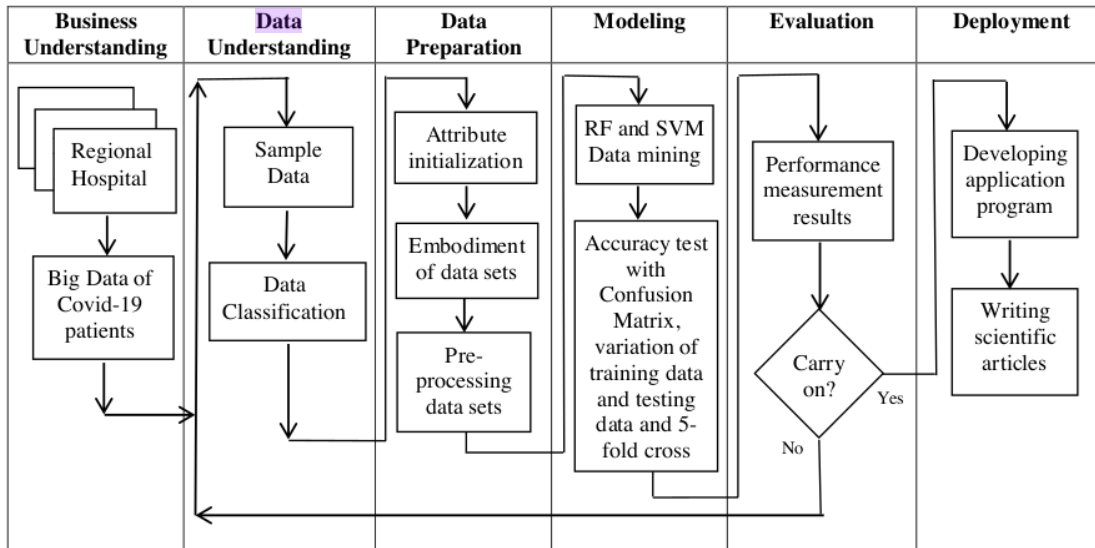 Business
Understanding
Data
Understanding
Data
Preparation
Modeling
Evaluation
Deployment
Regional
Hospital
Big Data of
Covid-19
patients
Sample
Data
Data
Classification
Attribute
initialization
Embodiment
of data sets
Pre-
processing
data sets
RF and SVM
Data mining
Accuracy test
with
Confusion
Matrix,
variation of
training data
and testing
data and 5-
fold cross
Performance
measurement
results
Carry
on?
Yes
No
Developing
application
program
Writing
scientific
articles